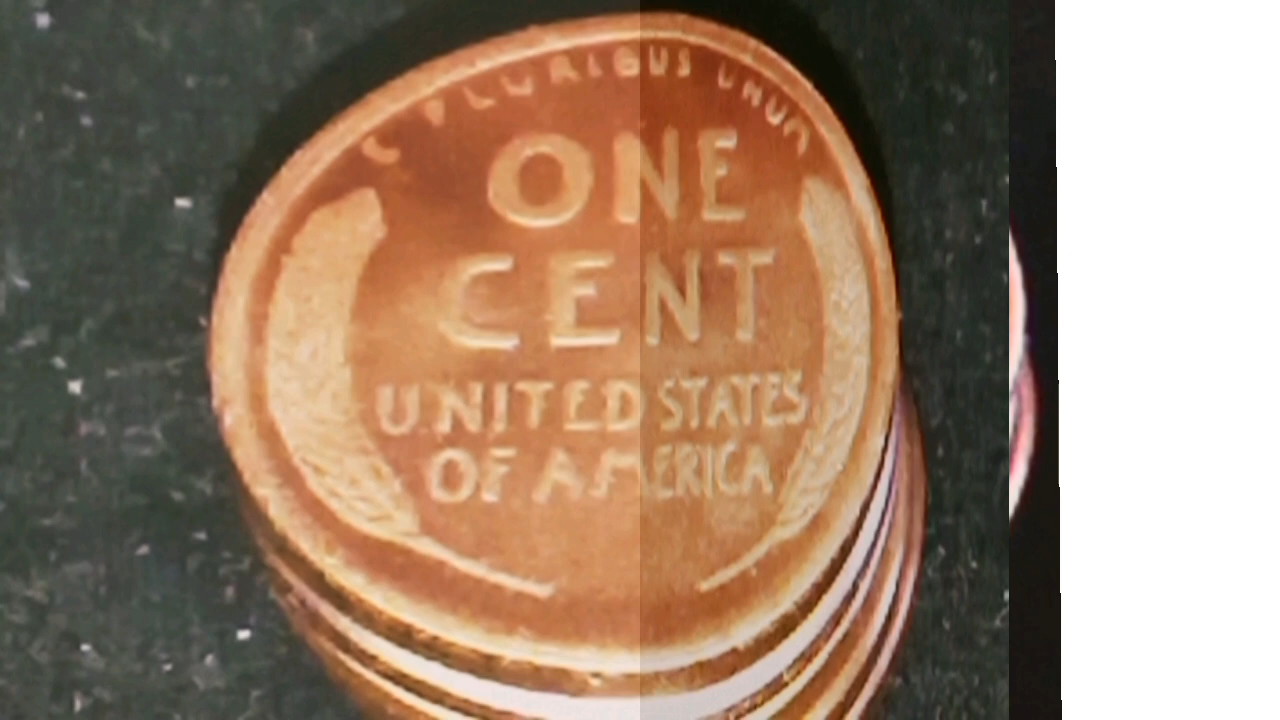 E PLURIBUS UNUM
ONE
CENT
UNITED STATES
OF AMERICA